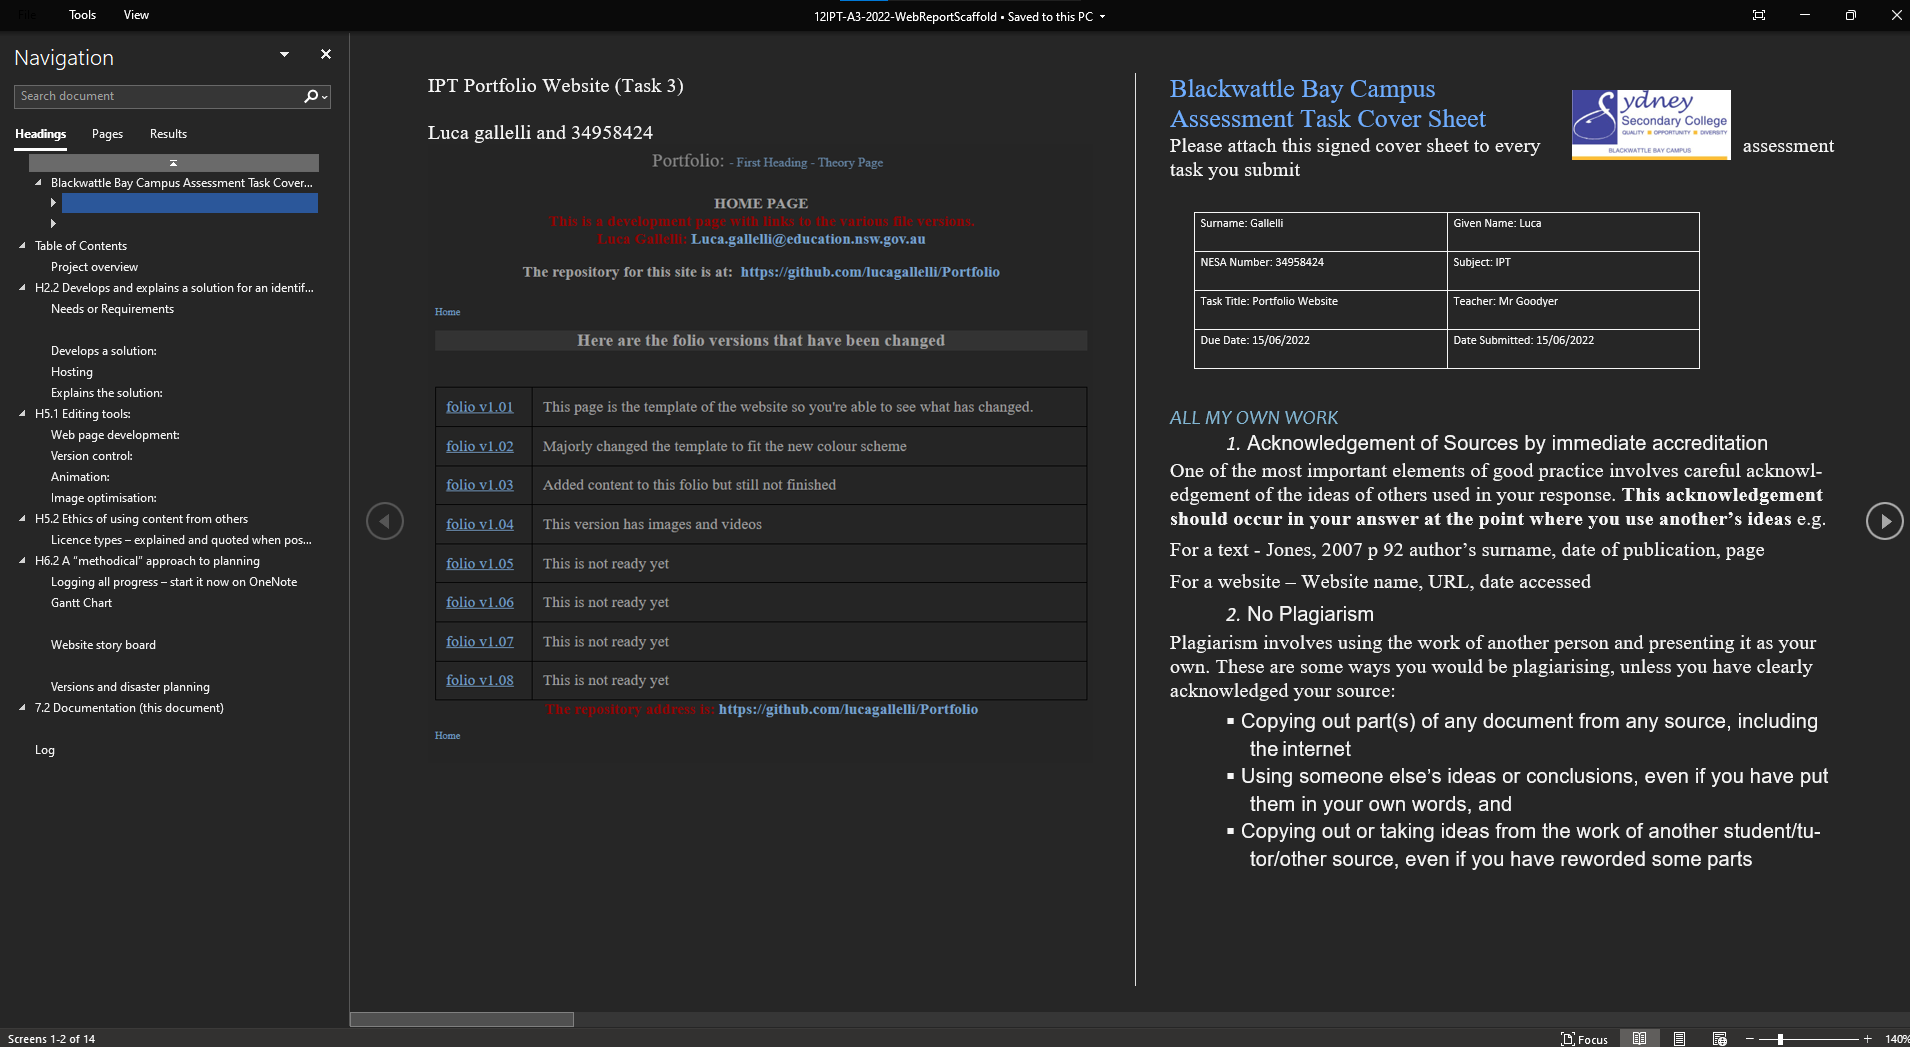 File
Tools
View
12IPT-A3-2022-WebReportScaffold • Saved to this PC
Navigation
Search document
Headings
Pages
Results
Blackwattle Bay Campus Assessment Task Cover...
Table of Contents
Project overview
H2.2 Develops and explains a solution for an identif...
Needs or Requirements
Develops a solution:
Hosting
Explains the solution:
H5.1 Editing tools:
Web page development:
Version control:
Animation:
Image optimisation:
H5.2 Ethics of using content from others
Licence types – explained and quoted when pos...
H6.2 A “methodical” approach to planning
Logging all progress – start it now on OneNote
Gantt Chart
Website story board
Versions and disaster planning
7.2 Documentation (this document)
Log
IPT Portfolio Website (Task 3)
Luca gallelli and 34958424
Portfolio: - First Heading - Theory Page
HOME PAGE
This is a development page with links to the various file versions.
Luca Gallelli: Luca.gallelli@education.nsw.gov.au
The repository for this site is at: https://github.com/lucagallelli/Portfolio
Home
Here are the folio versions that have been changed
folio v1.01 This page is the template of the website so you're able to see what has changed.
folio v1.02 Majorly changed the template to fit the new colour scheme
folio v1.03 Added content to this folio but still not finished
folio v1.04 This version has images and videos
folio v1.05 This is not ready yet
folio v1.06 This is not ready yet
folio v1.07 This is not ready yet
folio v1.08 This is not ready yet
The repository address is: https://github.com/lucagallelli/Portfolio
Home
Blackwattle Bay Campus
Assessment Task Cover Sheet
Please attach this signed cover sheet to every assessment
task you submit
Sydney
Secondary College
QUALITY OPPORTUNITY DIVERSITY
BLACKWATTLE BAY CAMPUS
Surname: Gallelli Given Name: Luca
NESA Number: 34958424 Subject: IPT
Task Title: Portfolio Website Teacher: Mr Goodyer
Due Date: 15/06/2022 Date Submitted: 15/06/2022
ALL MY OWN WORK
1. Acknowledgement of Sources by immediate accreditation
One of the most important elements of good practice involves careful acknowl-
edgement of the ideas of others used in your response. This acknowledgement
should occur in your answer at the point where you use another’s ideas e.g.
For a text - Jones, 2007 p 92 author’s surname, date of publication, page
For a website – Website name, URL, date accessed
2. No Plagiarism
Plagiarism involves using the work of another person and presenting it as your
own. These are some ways you would be plagiarising, unless you have clearly
acknowledged your source:
▪ Copying out part(s) of any document from any source, including
the internet
▪ Using someone else’s ideas or conclusions, even if you have put
them in your own words, and
▪ Copying out or taking ideas from the work of another student/tu-
tor/other source, even if you have reworded some parts
Screens 1-2 of 14
Focus
140%